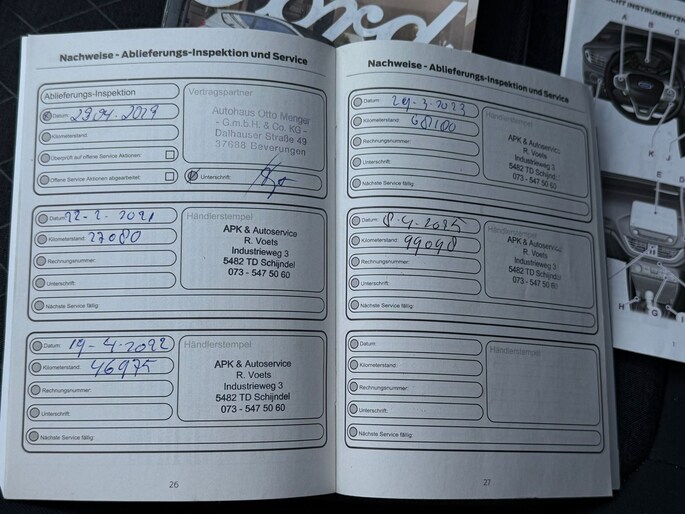 Ford
Nachweise - Ablieferungs-Inspektion und Service
Ablieferungs-Inspektion
Datum: 29.04.2019
Kilometerstand:
Überprüft auf offene Service Aktionen:
Offene Service Aktionen abgearbeitet:
Vertragspartner
Autohaus Otto Menger
- G.m.b.H. & Co. KG -
Dalhauser Straße 49
37688 Beverungen
Unterschrift:
Datum: 22-2-2021
Kilometerstand: 27080
Rechnungsnummer:
Unterschrift:
Nächste Service fällig:
Händlerstempel
APK & Autoservice
R. Voets
Industrieweg 3
5482 TD Schijndel
073 - 547 50 60
Datum: 19-4-2022
Kilometerstand: 46975
Rechnungsnummer:
Unterschrift:
Nächste Service fällig:
Händlerstempel
APK & Autoservice
R. Voets
Industrieweg 3
5482 TD Schijndel
073 - 547 50 60
26
Nachweise - Ablieferungs-Inspektion und Service
Datum: 29-3-2023
Kilometerstand: 68100
Rechnungsnummer:
Unterschrift:
Nächste Service fällig:
Händlerstempel
APK & Autoservice
R. Voets
Industrieweg 3
5482 TD Schijndel
073 - 547 50 60
Datum: 8-4-2025
Kilometerstand: 99098
Rechnungsnummer:
Unterschrift:
Nächste Service fällig:
Händlerstempel
APK & Autoservice
R. Voets
Industrieweg 3
5482 TD Schijndel
073 - 547 50 60
Datum:
Kilometerstand:
Rechnungsnummer:
Unterschrift:
Nächste Service fällig:
Händlerstempel
27
A B C
K J
D
E
H G I